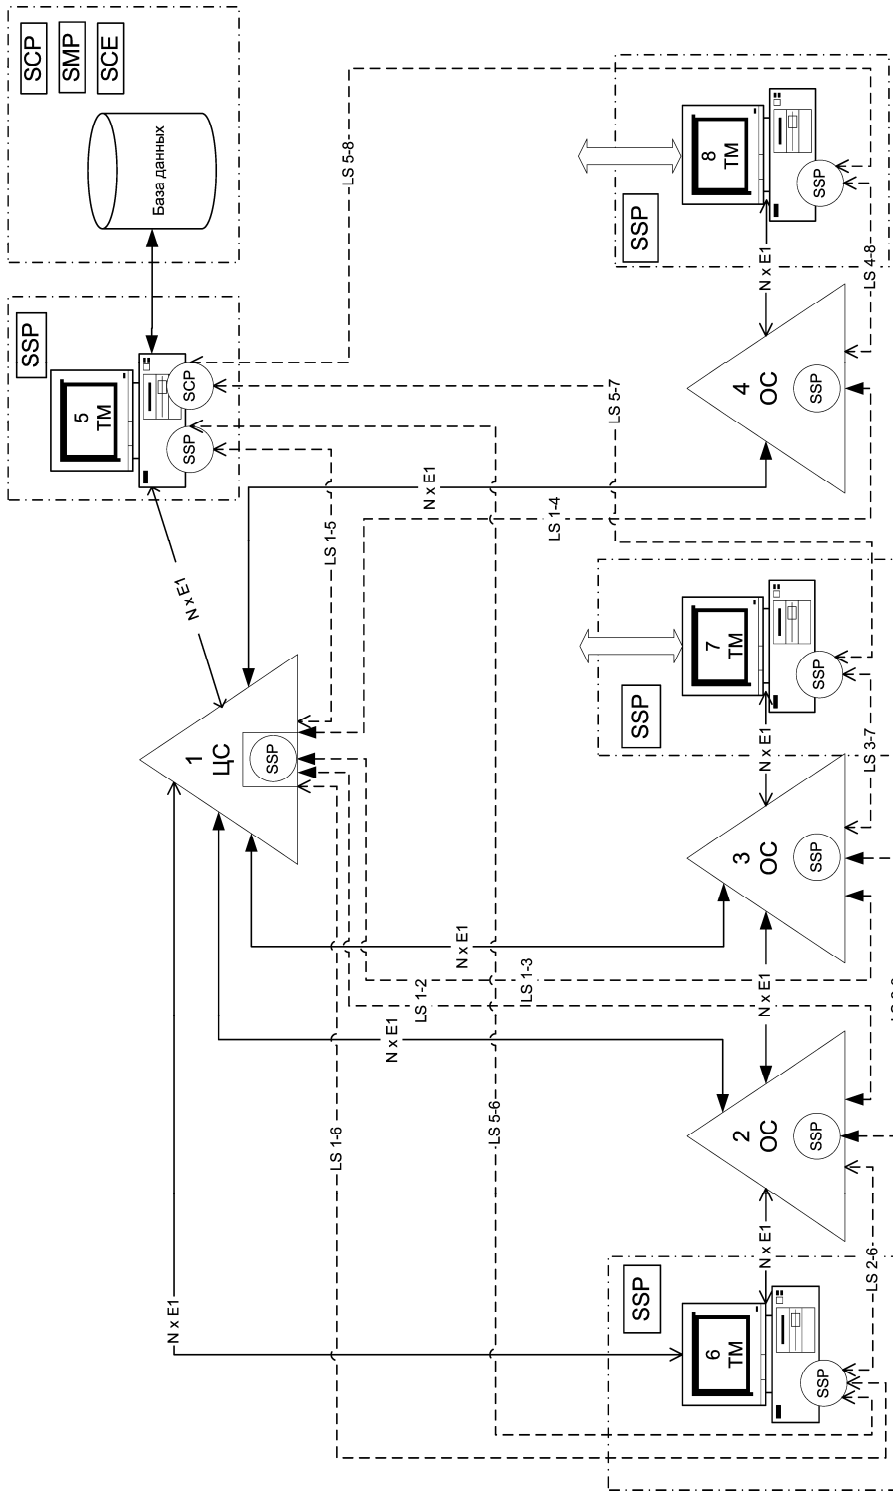 SSP
SCP
SMP
SCE
База данных
5
ТМ
SSP
SCP
N x E1
N x E1
1
ЦС
SSP
LS 1-6
LS 1-5
LS 5-8
N x E1
LS 1-2
N x E1
N x E1
LS 5-6
LS 1-3
LS 1-4
LS 5-7
SSP
SSP
SSP
6
ТМ
SSP
N x E1
2
ОС
SSP
N x E1
3
ОС
SSP
N x E1
7
ТМ
SSP
4
ОС
SSP
N x E1
8
ТМ
SSP
LS 2-6
LS 3-7
LS 4-8